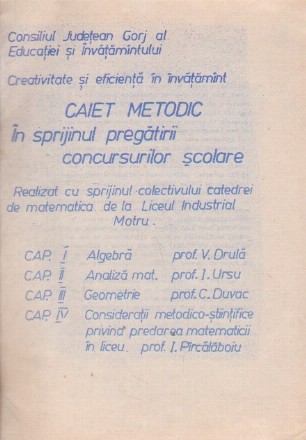 Consiliul Județean Gorj al
Educației și Învățămîntului
Creativitate și eficiență în învățămînt
CAIET METODIC
În sprijinul pregătirii
concursurilor școlare
Realizat cu sprijinul colectivului catedrei
de matematica de la Liceul Industrial
Motru.
CAP. I Algebră prof. V. Drulă
CAP. II Analiză mat. prof. I. Ursu
CAP. III Geometrie prof. C. Duvac
CAP. IV Considerații metodico-științifice
privind predarea matematicii
în liceu. prof. I. Pîrcălăboiu